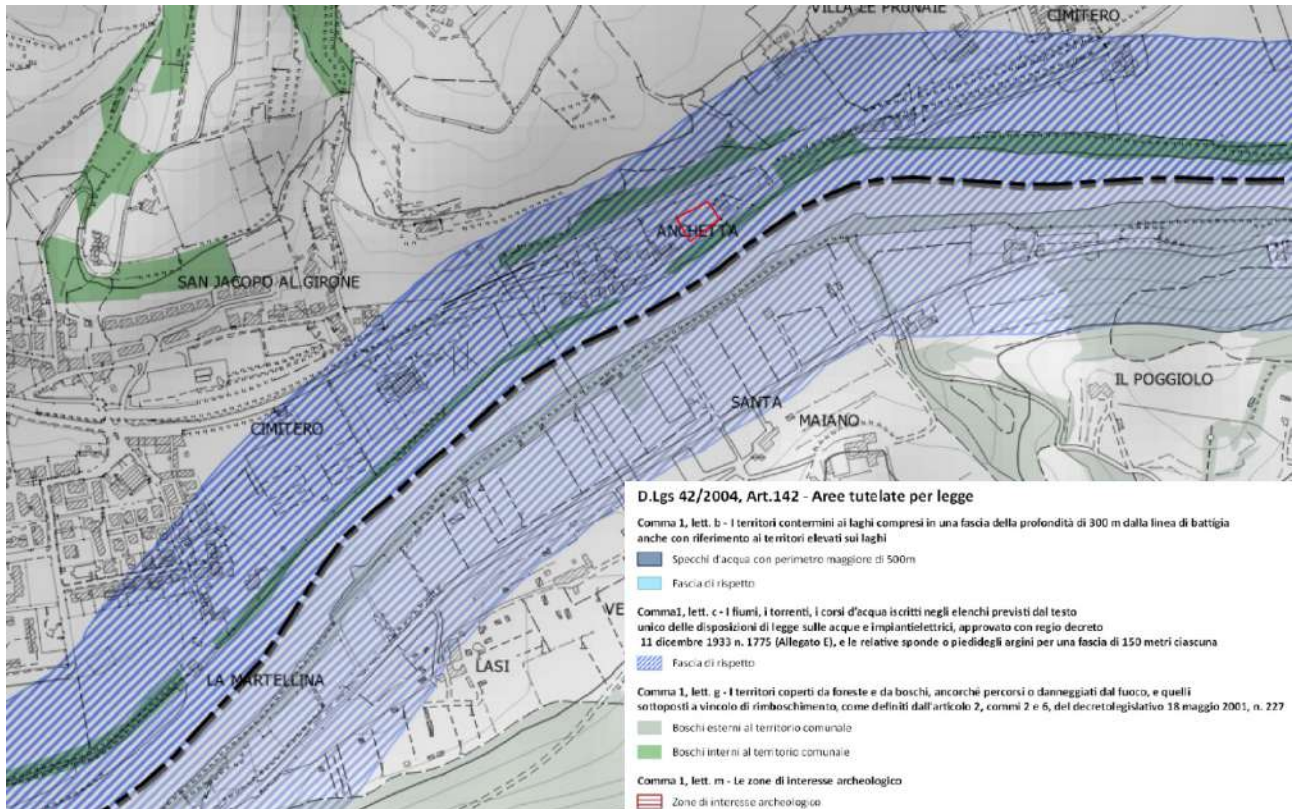 VILLA LE PRUNAIE
CIMITERO
ANCHETTA
SAN JACOPO AL GIRONE
IL POGGIOLO
SANTA
MAIANO
CIMITERO
VE
LASI
LA MARTELLINA
D.Lgs 42/2004, Art.142 - Aree tutelate per legge
Comma 1, lett. b - I territori contermini ai laghi compresi in una fascia della profondità di 300 m dalla linea di battigia
anche con riferimento ai territori elevati sui laghi
Specchi d'acqua con perimetro maggiore di 500m
Fascia di rispetto
Comma1, lett. c - I fiumi, i torrenti, i corsi d'acqua iscritti negli elenchi previsti dal testo
unico delle disposizioni di legge sulle acque e impiantielettrici, approvato con regio decreto
11 dicembre 1933 n. 1775 (Allegato E), e le relative sponde o piedidegli argini per una fascia di 150 metri ciascuna
Fascia di rispetto
Comma 1, lett. g - I territori coperti da foreste e da boschi, ancorché percorsi o danneggiati dal fuoco, e quelli
sottoposti a vincolo di rimboschimento, come definiti dall'articolo 2, commi 2 e 6, del decretolegislativo 18 maggio 2001, n. 227
Boschi esterni al territorio comunale
Boschi interni al territorio comunale
Comma 1, lett. m - Le zone di interesse archeologico
Zone di interesse archeologico